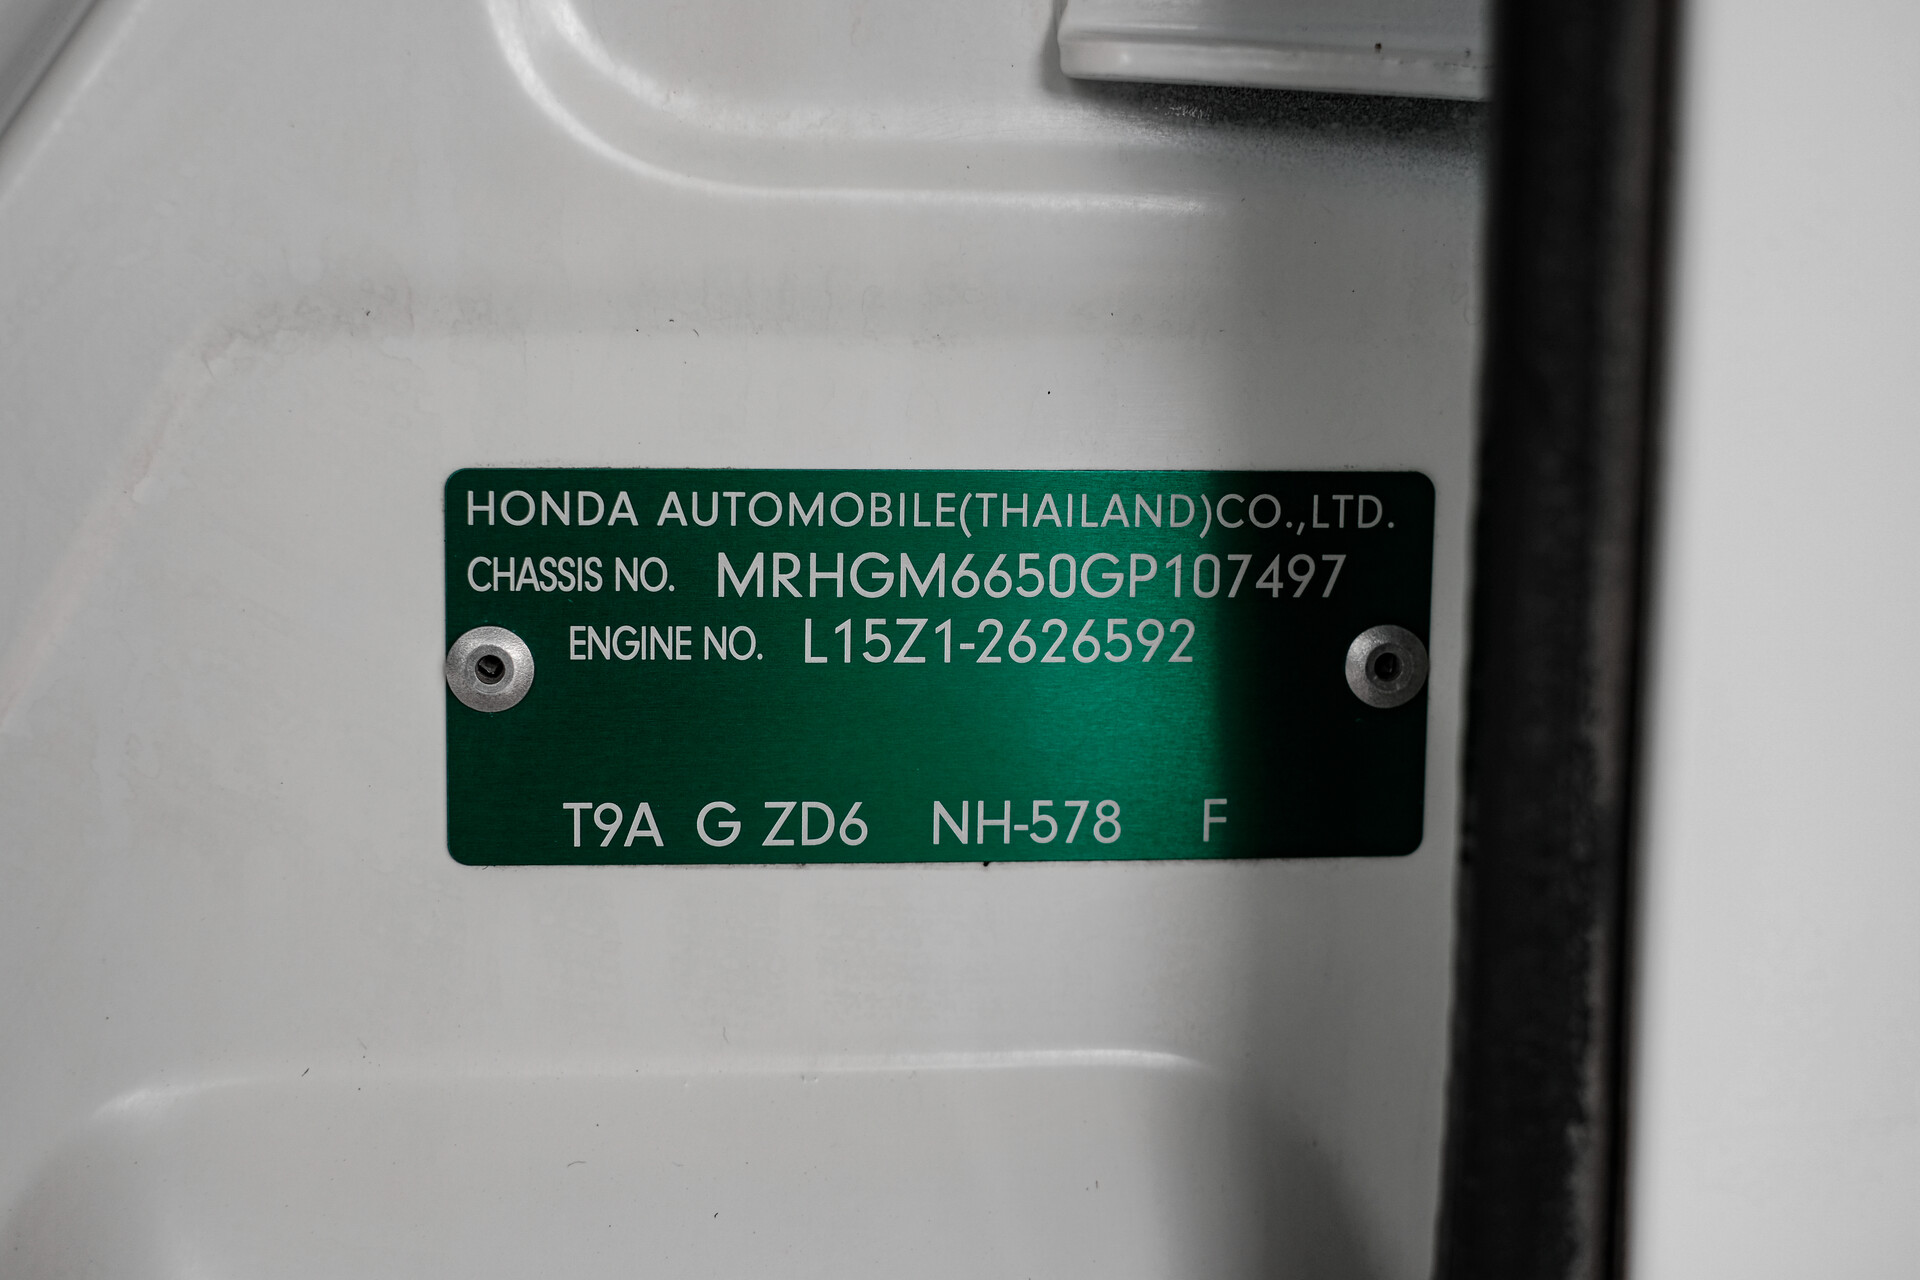 HONDA AUTOMOBILE(THAILAND)CO.,LTD.
CHASSIS NO. MRHGM6650GP107497
ENGINE NO. L15Z1-2626592
T9A G ZD6 NH-578 F